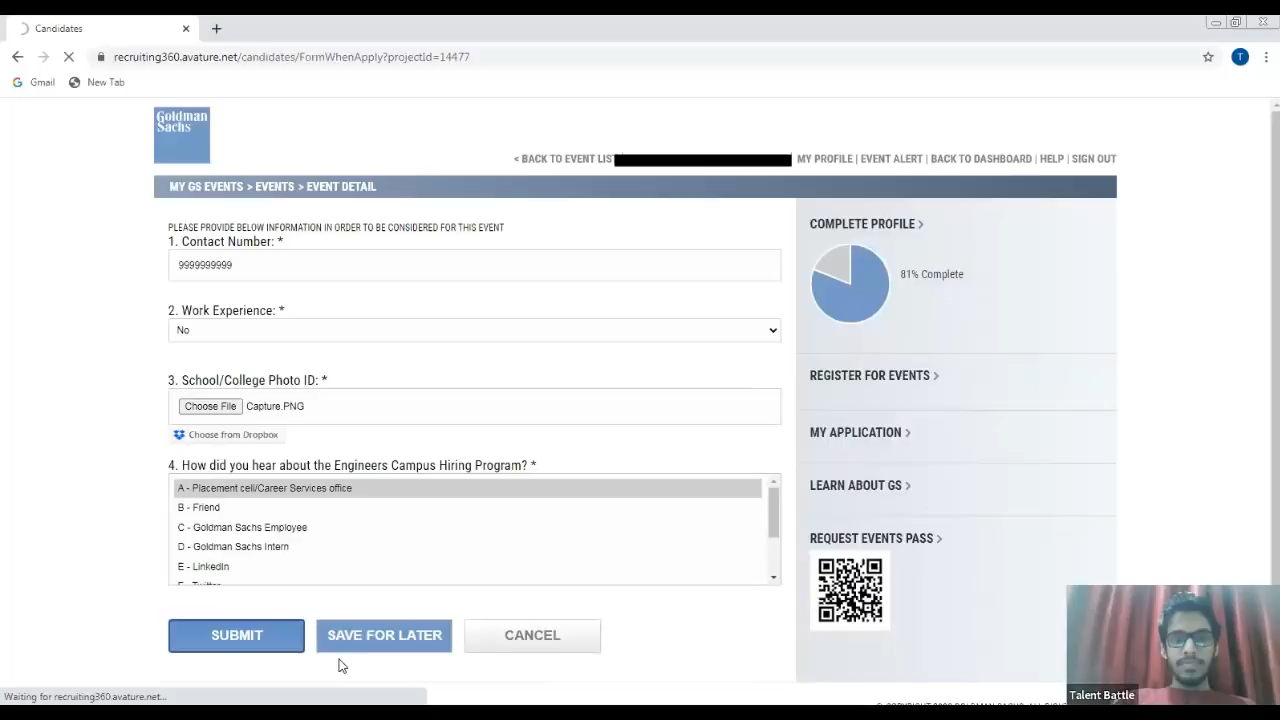 Candidates
recruiting360.avature.net/candidates/FormWhenApply?projectId=14477
T
G Gmail New Tab
Goldman
Sachs
< BACK TO EVENT LIST
MY PROFILE | EVENT ALERT | BACK TO DASHBOARD | HELP | SIGN OUT
MY GS EVENTS > EVENTS > EVENT DETAIL
PLEASE PROVIDE BELOW INFORMATION IN ORDER TO BE CONSIDERED FOR THIS EVENT
1. Contact Number: *
9999999999
2. Work Experience: *
No
3. School/College Photo ID: *
Choose File Capture.PNG
Choose from Dropbox
4. How did you hear about the Engineers Campus Hiring Program? *
A - Placement cell/Career Services office
B - Friend
C - Goldman Sachs Employee
D - Goldman Sachs Intern
E - LinkedIn
F - Twitter
SUBMIT SAVE FOR LATER CANCEL
COMPLETE PROFILE >
81% Complete
REGISTER FOR EVENTS >
MY APPLICATION >
LEARN ABOUT GS >
REQUEST EVENTS PASS >
Waiting for recruiting360.avature.net...
Talent Battle